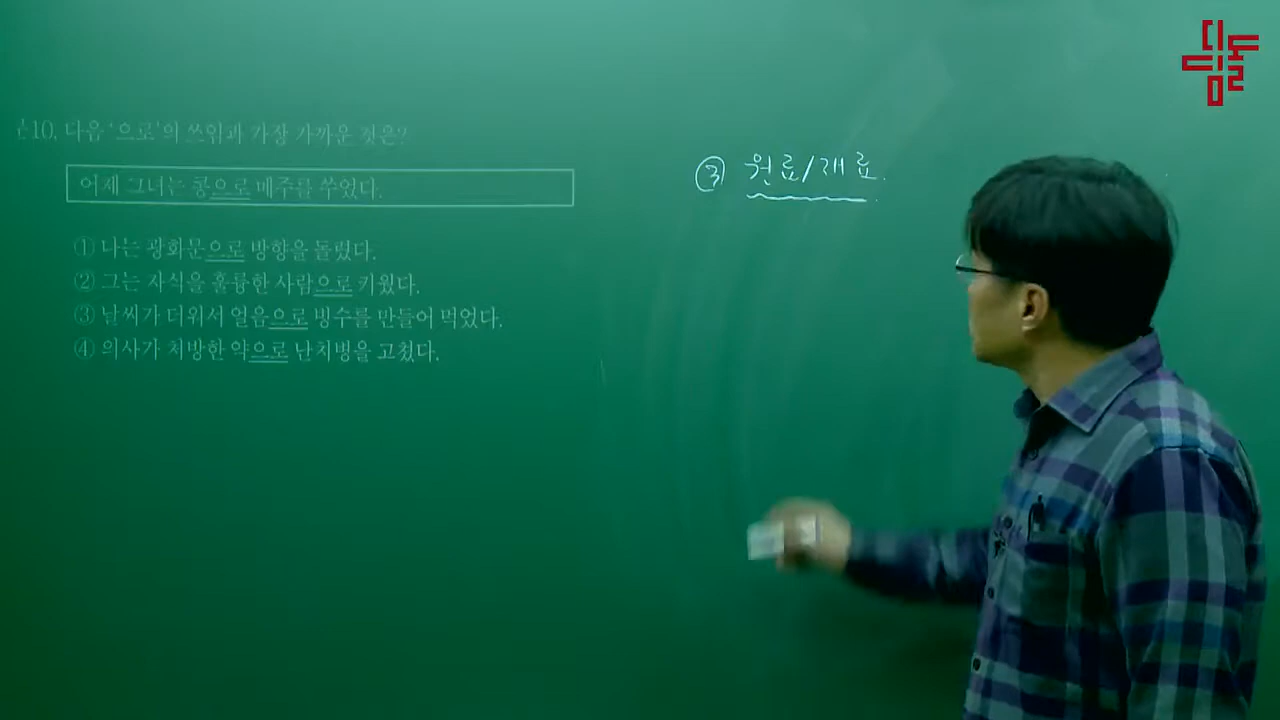 문10. 다음 '으로'의 쓰임과 가장 가까운 것은?
어제 그녀는 콩으로 메주를 쑤었다.
① 나는 광화문으로 방향을 돌렸다.
② 그는 자식을 훌륭한 사람으로 키웠다.
③ 날씨가 더워서 얼음으로 빙수를 만들어 먹었다.
④ 의사가 처방한 약으로 난치병을 고쳤다.
③ 원료/재료.